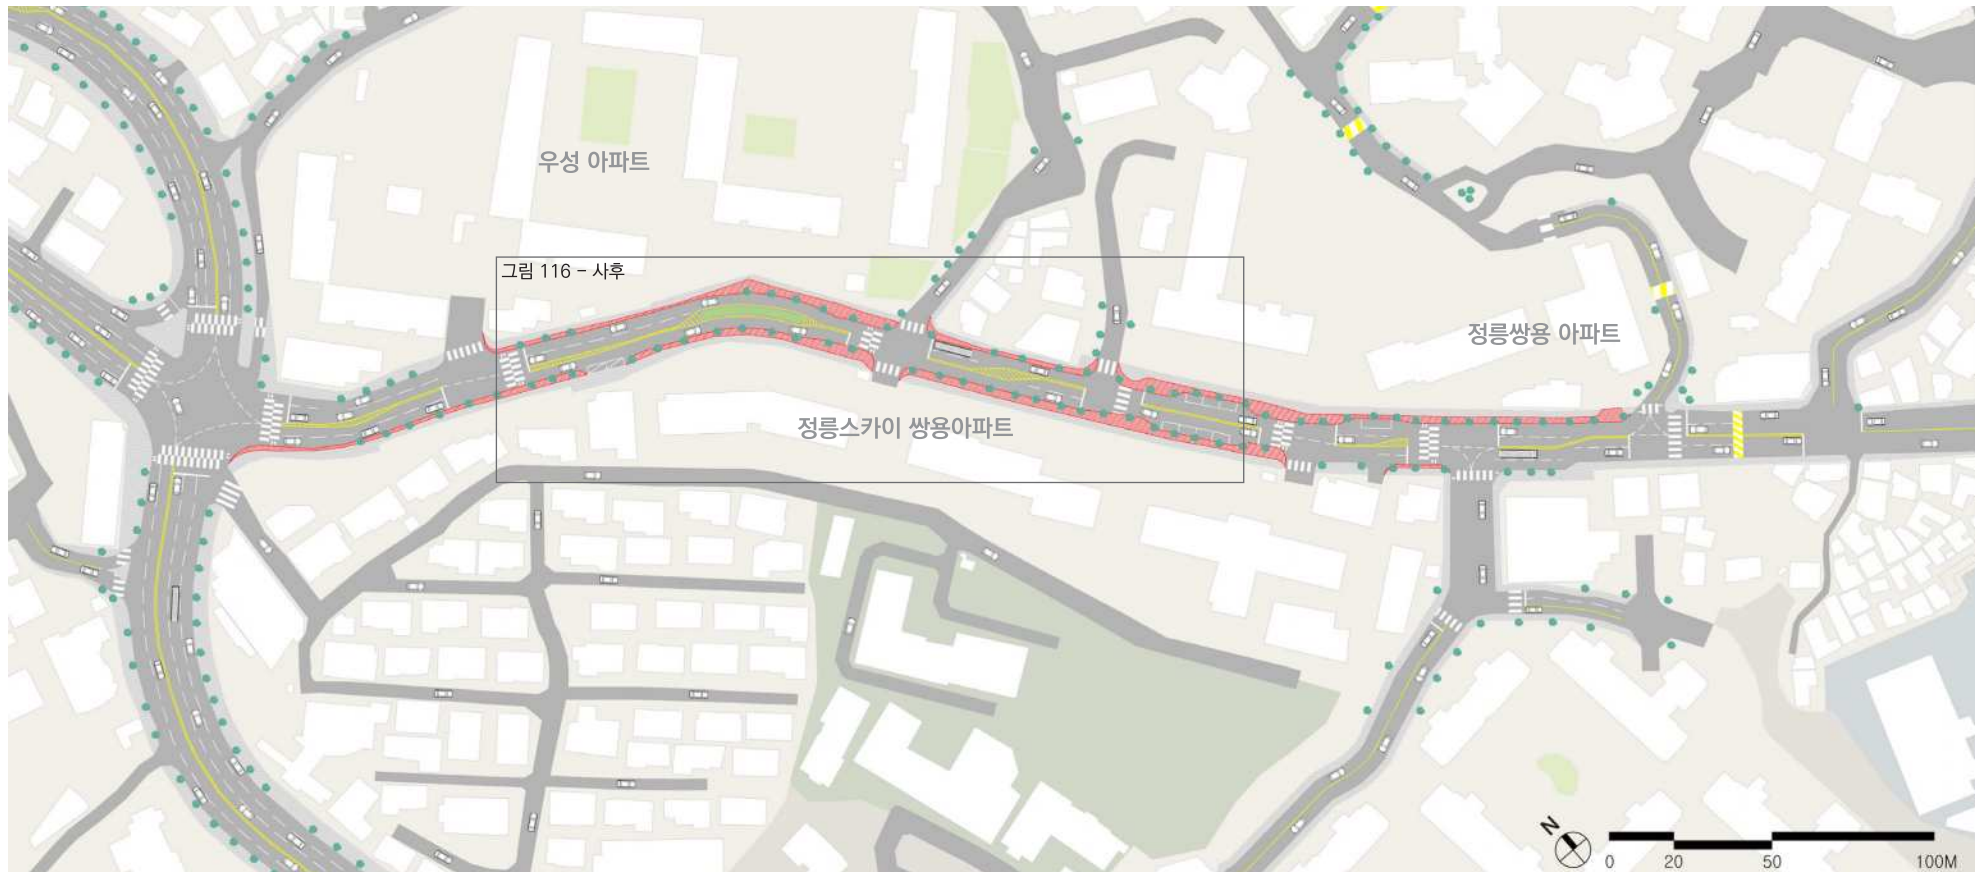 우성 아파트
그림 116 - 사후
정릉쌍용 아파트
정릉스카이 쌍용아파트
N
0 20 50 100M